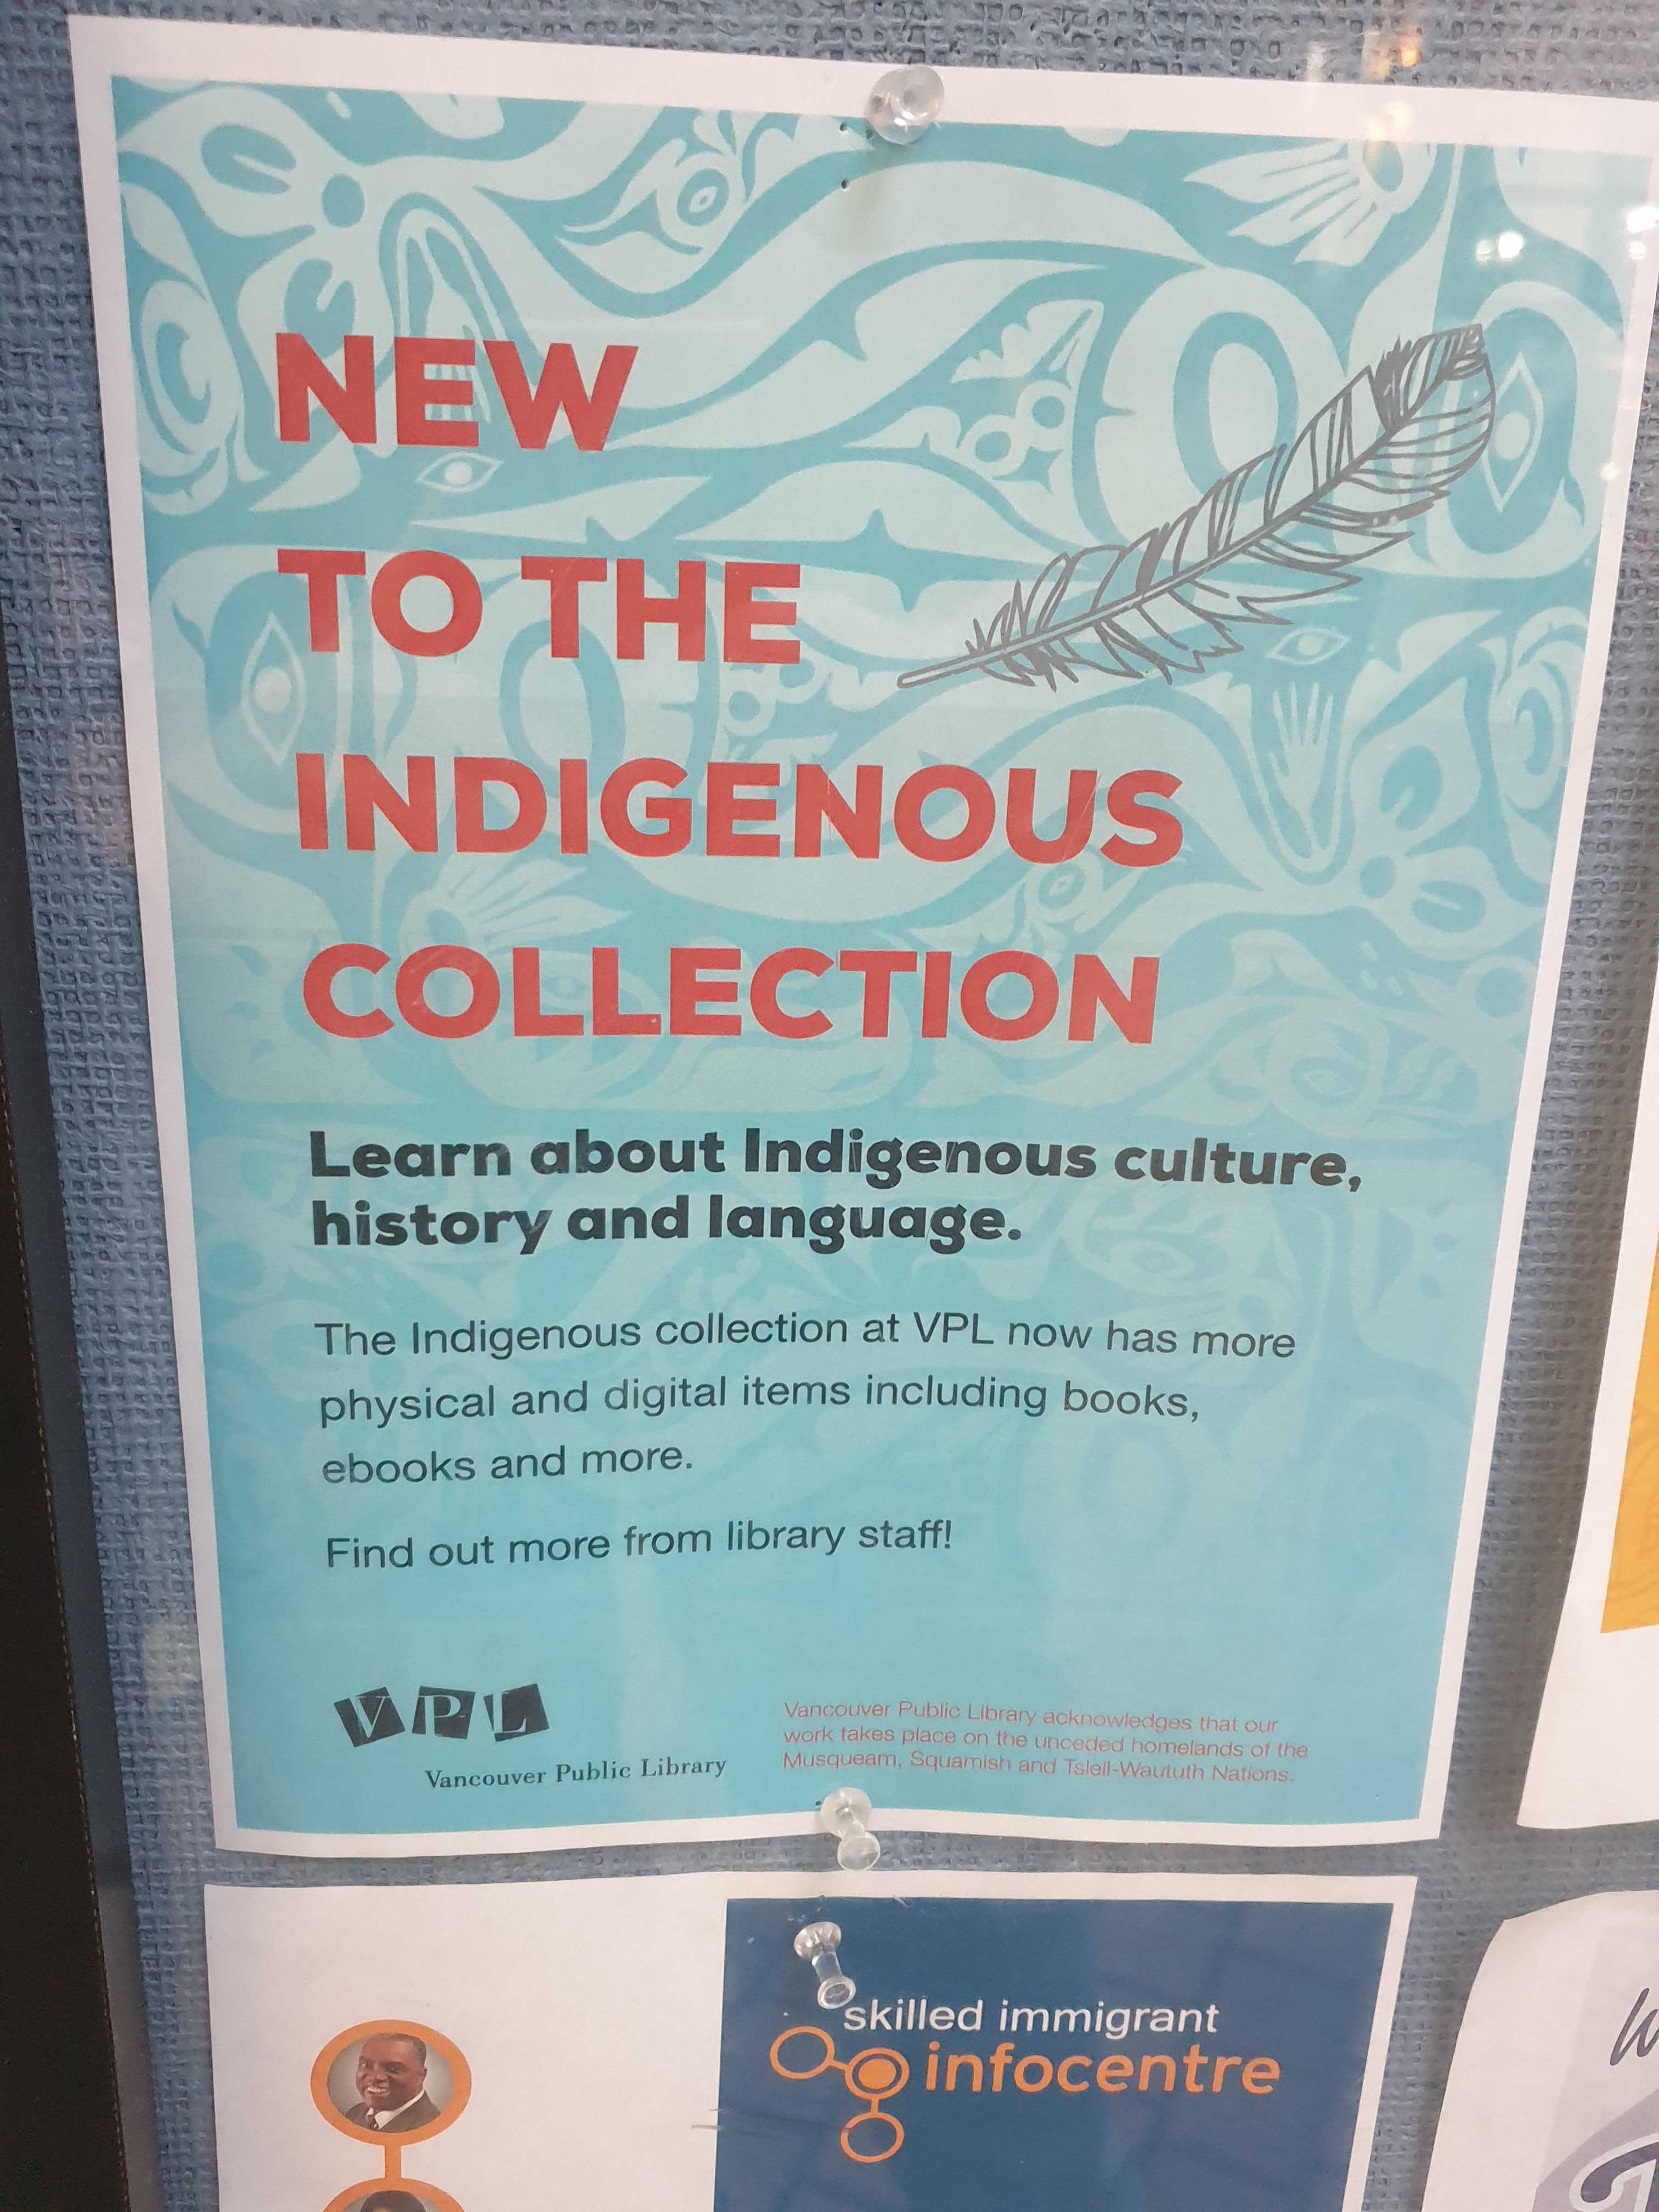 NEW
TO THE
INDIGENOUS
COLLECTION
Learn about Indigenous culture,
history and language.
The Indigenous collection at VPL now has more
physical and digital items including books,
ebooks and more.
Find out more from library staff!
VPL
Vancouver Public Library
Vancouver Public Library acknowledges that our
work takes place on the unceded homelands of the
Musqueam, Squamish and Tsleil-Waututh Nations.
skilled immigrant
infocentre